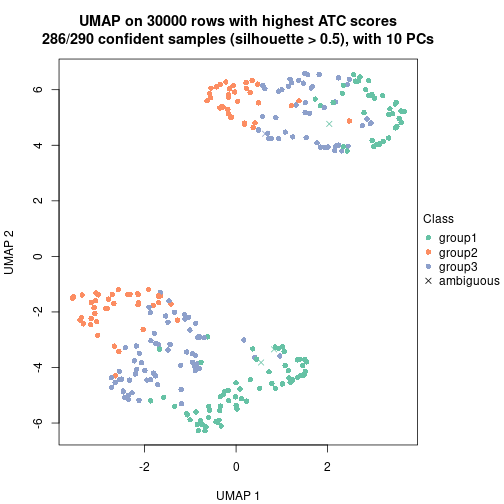 UMAP on 30000 rows with highest ATC scores
286/290 confident samples (silhouette > 0.5), with 10 PCs
6
4
2
0
-2
-4
-6
UMAP 2
-2
0
2
UMAP 1
Class
group1
group2
group3
ambiguous